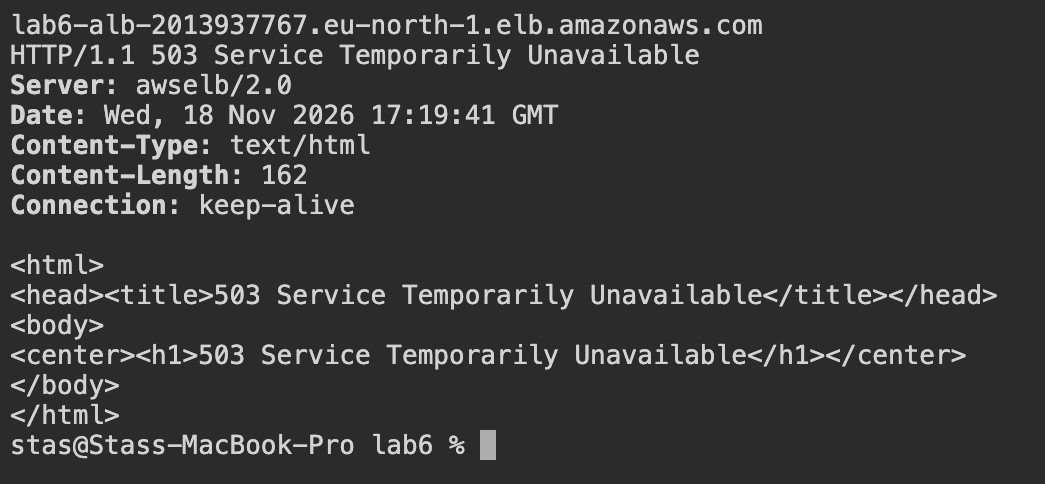 lab6-alb-2013937767.eu-north-1.elb.amazonaws.com
HTTP/1.1 503 Service Temporarily Unavailable
Server: awselb/2.0
Date: Wed, 18 Nov 2026 17:19:41 GMT
Content-Type: text/html
Content-Length: 162
Connection: keep-alive

<html>
<head><title>503 Service Temporarily Unavailable</title></head>
<body>
<center><h1>503 Service Temporarily Unavailable</h1></center>
</body>
</html>
stas@Stass-MacBook-Pro lab6 %